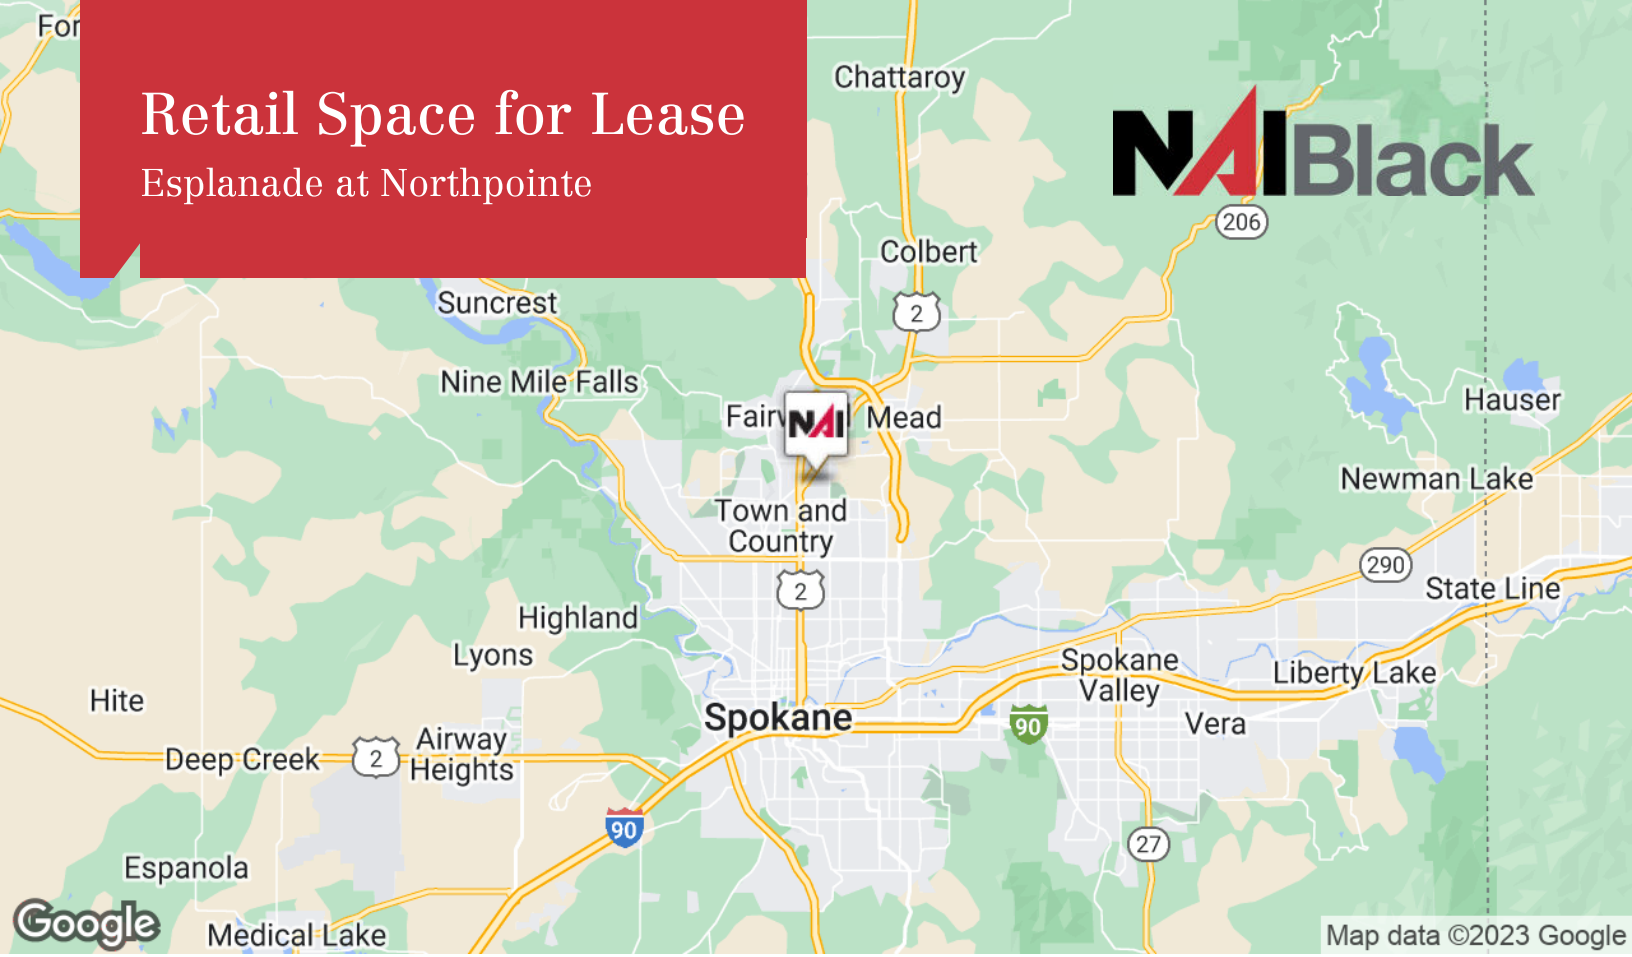 For
Retail Space for Lease
Esplanade at Northpointe
Chattaroy
NAIBlack
206
Colbert
2
Suncrest
Nine Mile Falls
Hauser
Mead
NAI
Newman Lake
Town and
Country
290
2
State Line
Highland
Lyons
Spokane
Valley
Liberty Lake
Hite
Spokane
Vera
90
Airway
Heights
Deep Creek
2
90
27
Espanola
Google
Medical Lake
Map data ©2023 Google